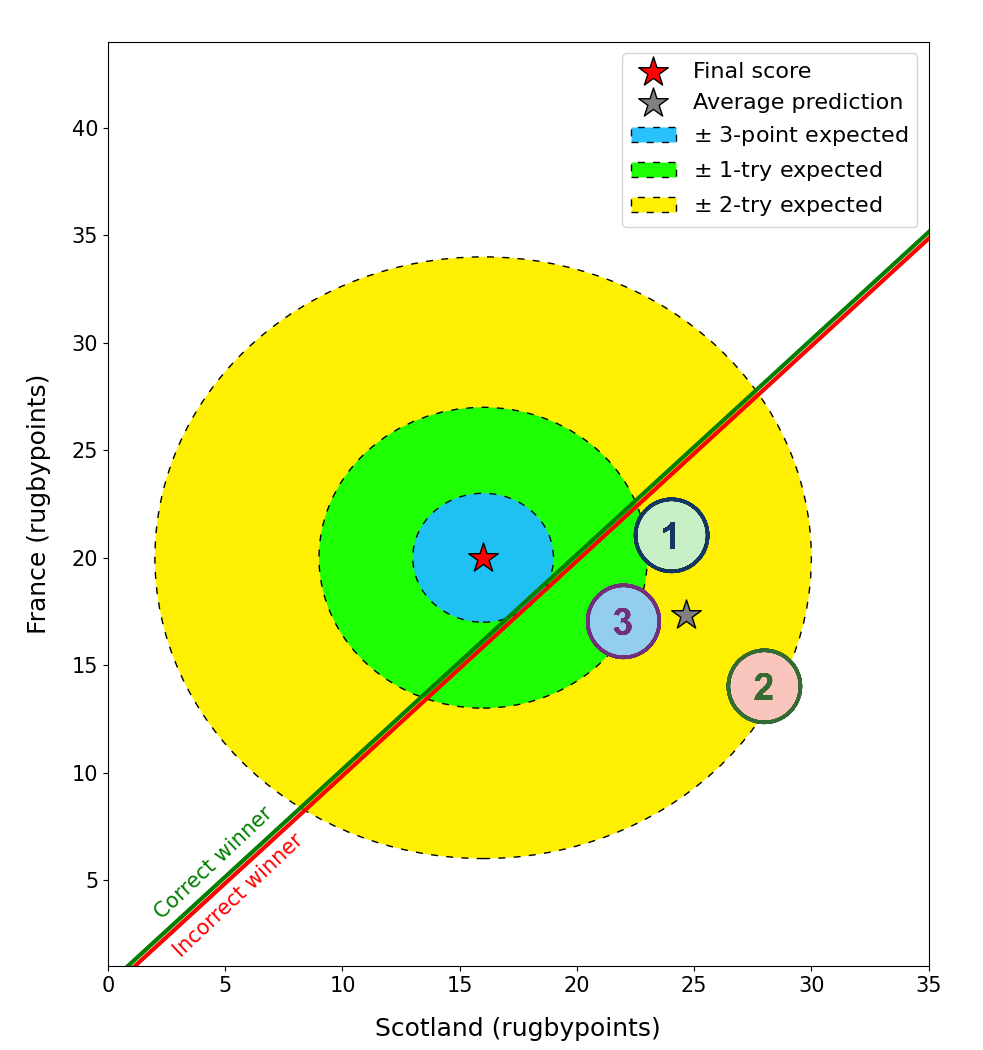 Final score
Average prediction
± 3-point expected
± 1-try expected
± 2-try expected
40
35
30
25
20
15
10
5
France (rugbypoints)
1
3
2
Correct winner
Incorrect winner
0
5
10
15
20
25
30
35
Scotland (rugbypoints)